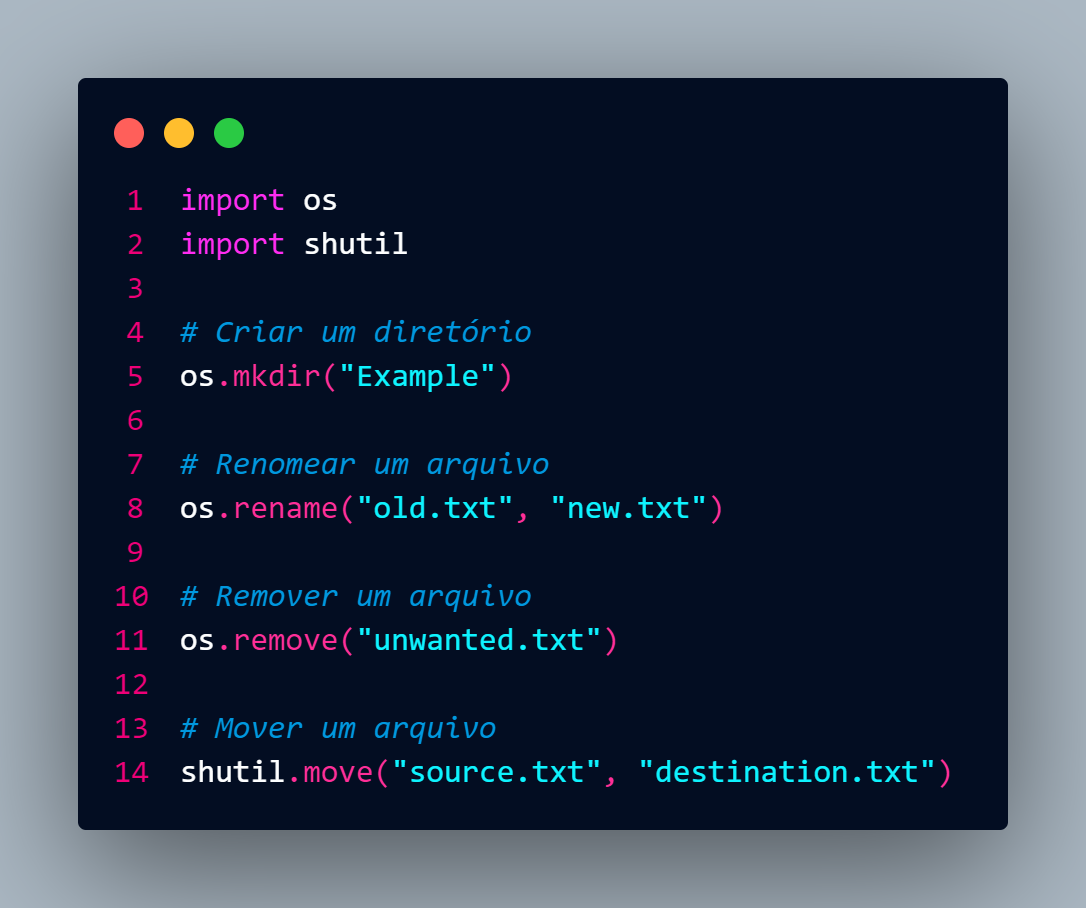 1 import os
2 import shutil
3
4 # Criar um diretório
5 os.mkdir("Example")
6
7 # Renomear um arquivo
8 os.rename("old.txt", "new.txt")
9
10 # Remover um arquivo
11 os.remove("unwanted.txt")
12
13 # Mover um arquivo
14 shutil.move("source.txt", "destination.txt")